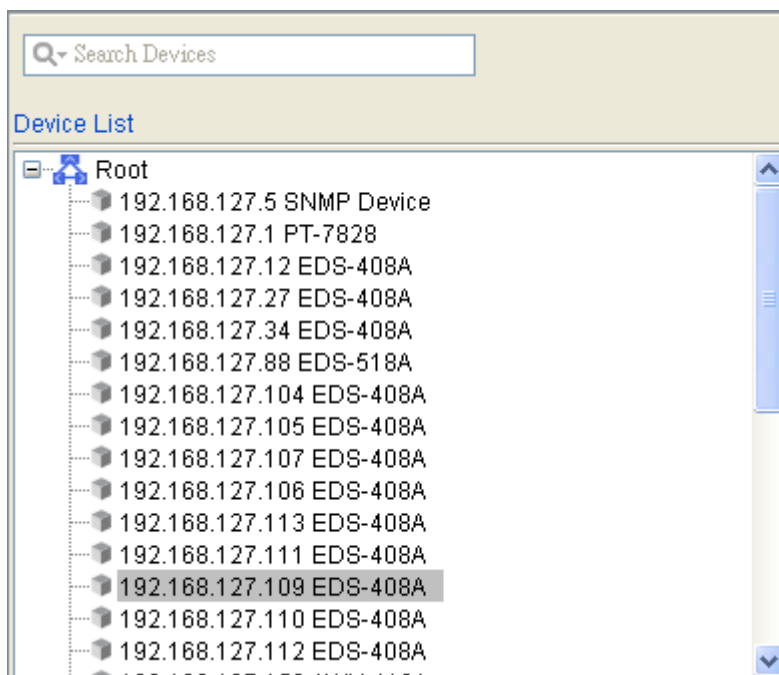 Search Devices
Device List
Root
192.168.127.5 SNMP Device
192.168.127.1 PT-7828
192.168.127.12 EDS-408A
192.168.127.27 EDS-408A
192.168.127.34 EDS-408A
192.168.127.88 EDS-518A
192.168.127.104 EDS-408A
192.168.127.105 EDS-408A
192.168.127.107 EDS-408A
192.168.127.106 EDS-408A
192.168.127.113 EDS-408A
192.168.127.111 EDS-408A
192.168.127.109 EDS-408A
192.168.127.110 EDS-408A
192.168.127.112 EDS-408A